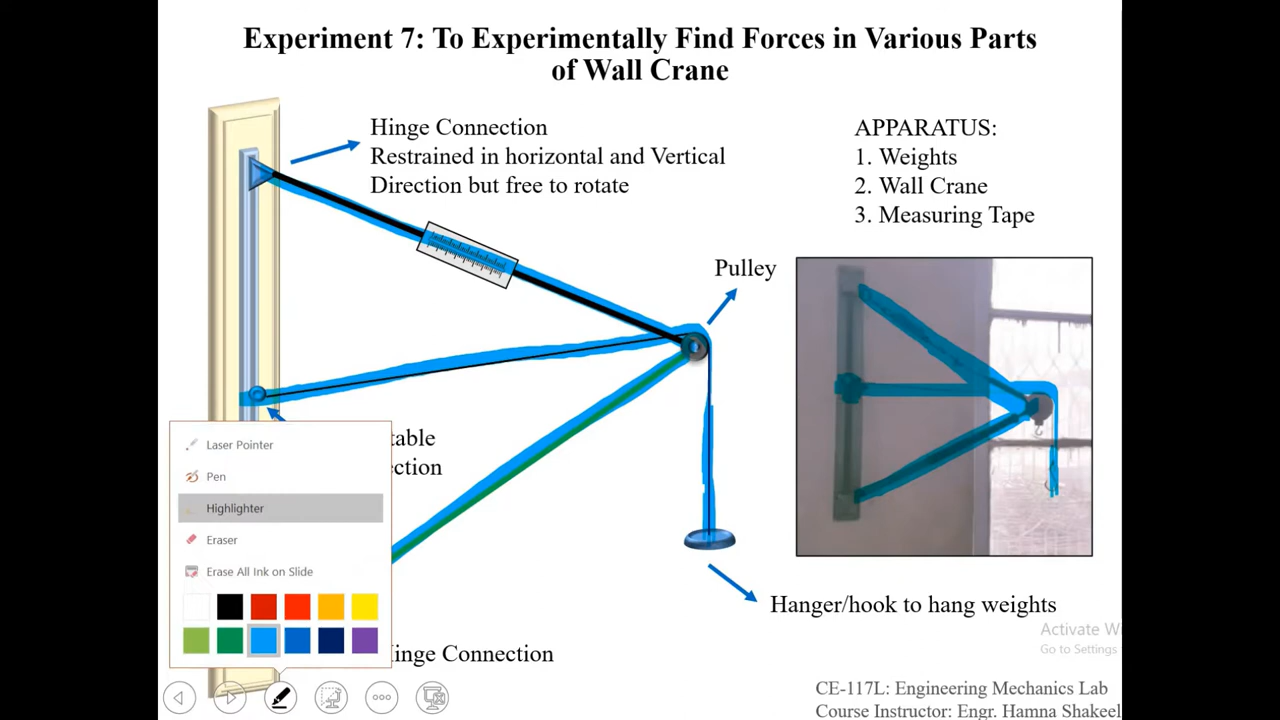 Experiment 7: To Experimentally Find Forces in Various Parts
of Wall Crane
Hinge Connection
Restrained in horizontal and Vertical
Direction but free to rotate
APPARATUS:
1. Weights
2. Wall Crane
3. Measuring Tape
Pulley
table
ection
Laser Pointer
Pen
Highlighter
Eraser
Erase All Ink on Slide
Hanger/hook to hang weights
inge Connection
Activate Wi
Go to Settings
CE-117L: Engineering Mechanics Lab
Course Instructor: Engr. Hamna Shakeel